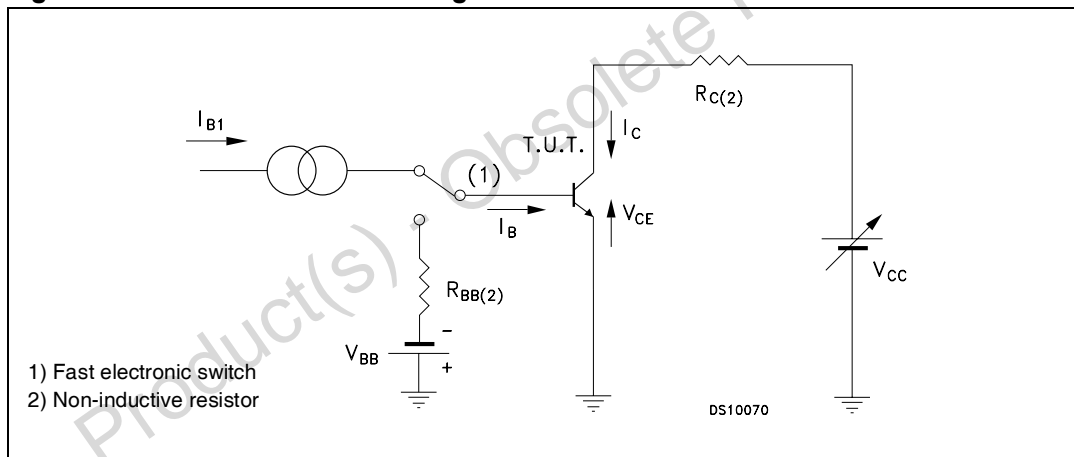 I_B1
T.U.T.
I_C
R_C(2)
(1)
I_B
V_CE
V_CC
R_BB(2)
V_BB
-
+
1) Fast electronic switch
2) Non-inductive resistor
DS10070
Product(s) - Obsolete